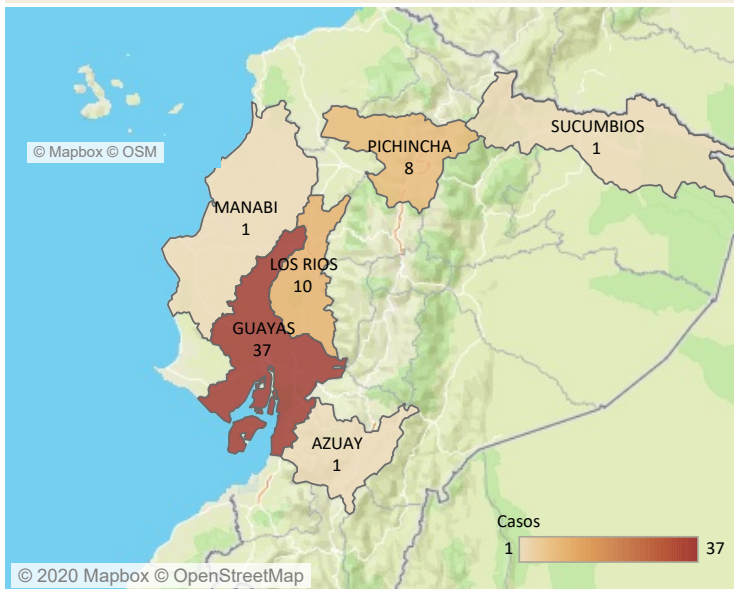 © Mapbox © OSM
SUCUMBIOS
1
PICHINCHA
8
MANABI
1
LOS RIOS
10
GUAYAS
37
AZUAY
1
Casos
1 37
© 2020 Mapbox © OpenStreetMap